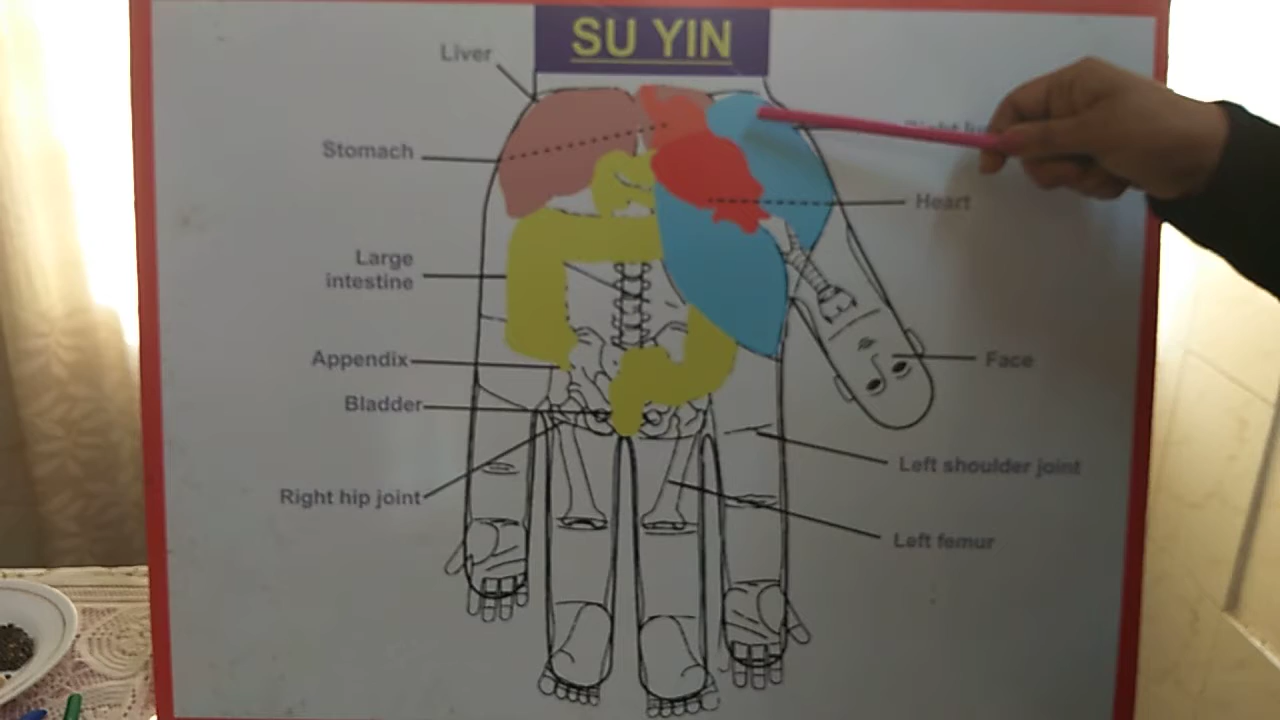 SU YIN
Liver
Stomach
Heart
Large
intestine
Appendix
Face
Bladder
Left shoulder joint
Right hip joint
Left femur